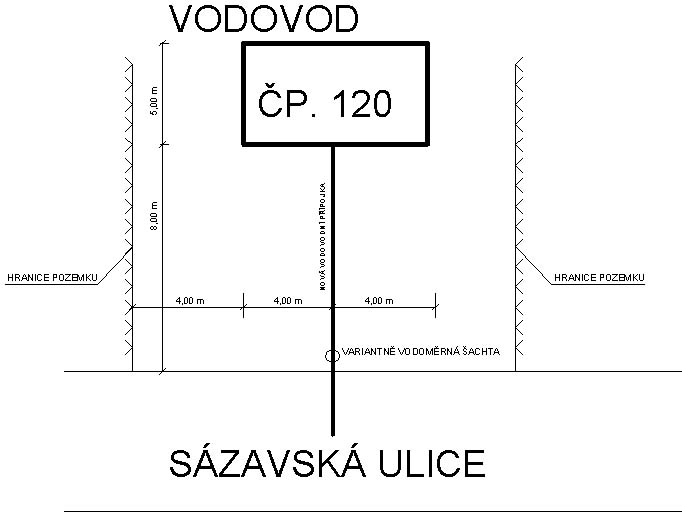 VODOVOD
ČP. 120
5,00 m
8,00 m
NOVÁ VODOVODNÍ PŘÍPOJKA
HRANICE POZEMKU
HRANICE POZEMKU
4,00 m
4,00 m
4,00 m
VARIANTNĚ VODOMĚRNÁ ŠACHTA
SÁZAVSKÁ ULICE